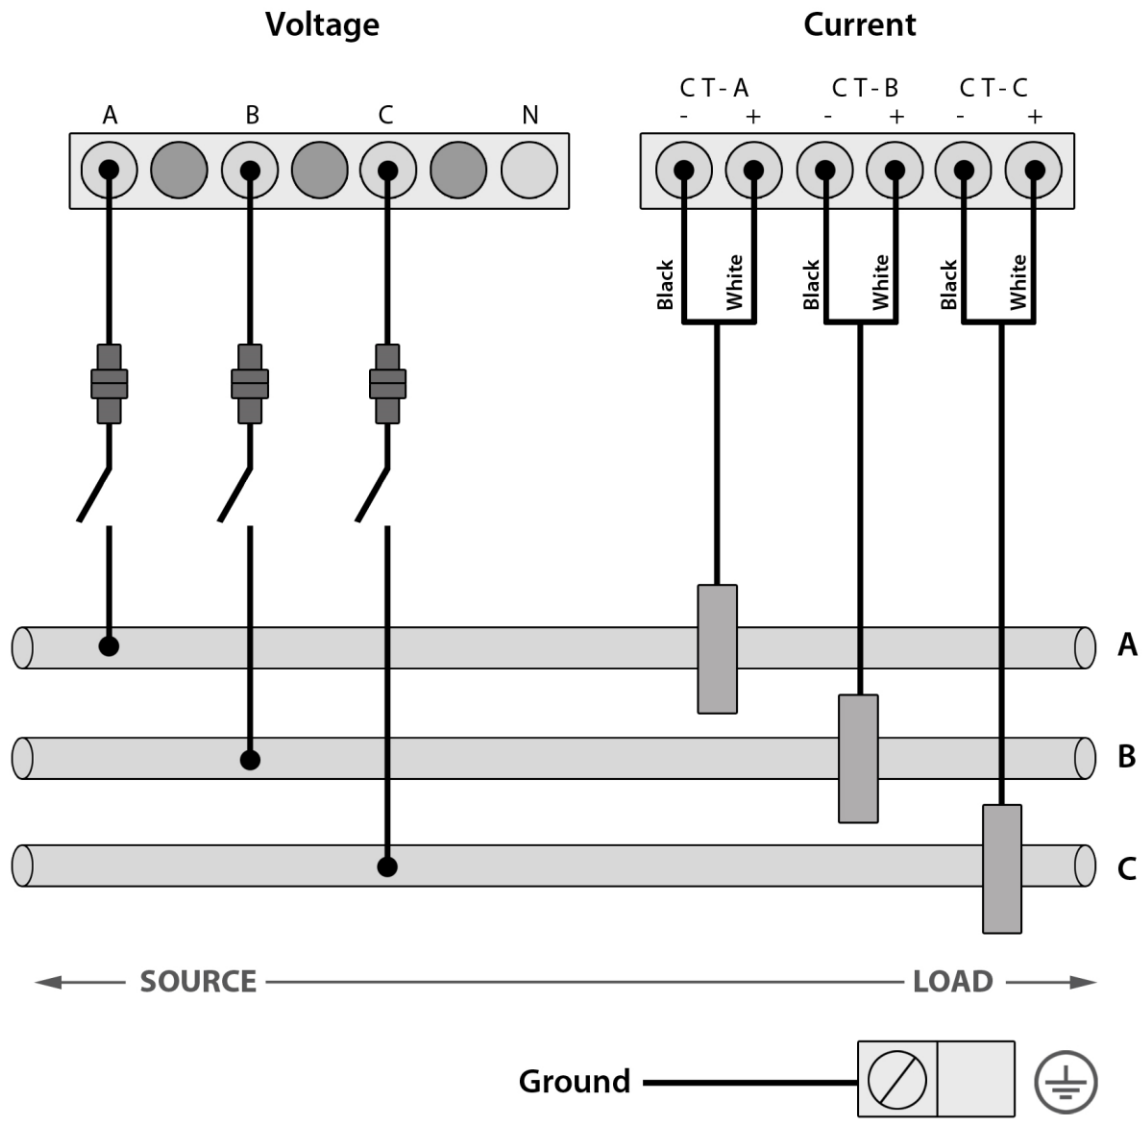 Voltage
Current
A B C N
CT-A CT-B CT-C
- + - + - +
Black White Black White Black White
A
B
C
SOURCE LOAD
Ground